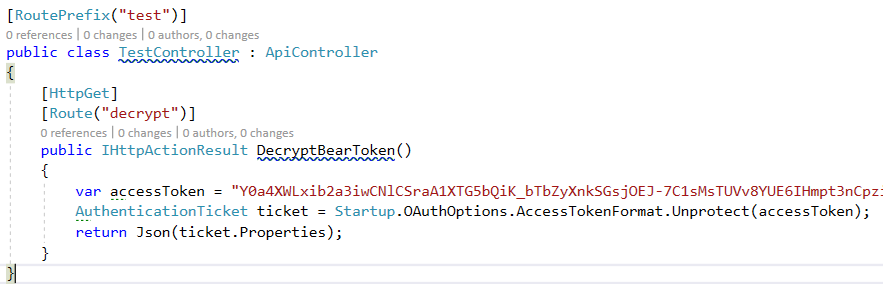 [RoutePrefix("test")]
0 references | 0 changes | 0 authors, 0 changes
public class TestController : ApiController
{
[HttpGet]
[Route("decrypt")]
0 references | 0 changes | 0 authors, 0 changes
public IHttpActionResult DecryptBearToken()
{
var accessToken = "Y0a4XWLxib2a3iwCNlCSraA1XTG5bQiK_bTbZyXnkSGsjOEJ-7C1sMsTUVv8YUE6IHmpt3nCpzi
AuthenticationTicket ticket = Startup.OAuthOptions.AccessTokenFormat.Unprotect(accessToken);
return Json(ticket.Properties);
}
}